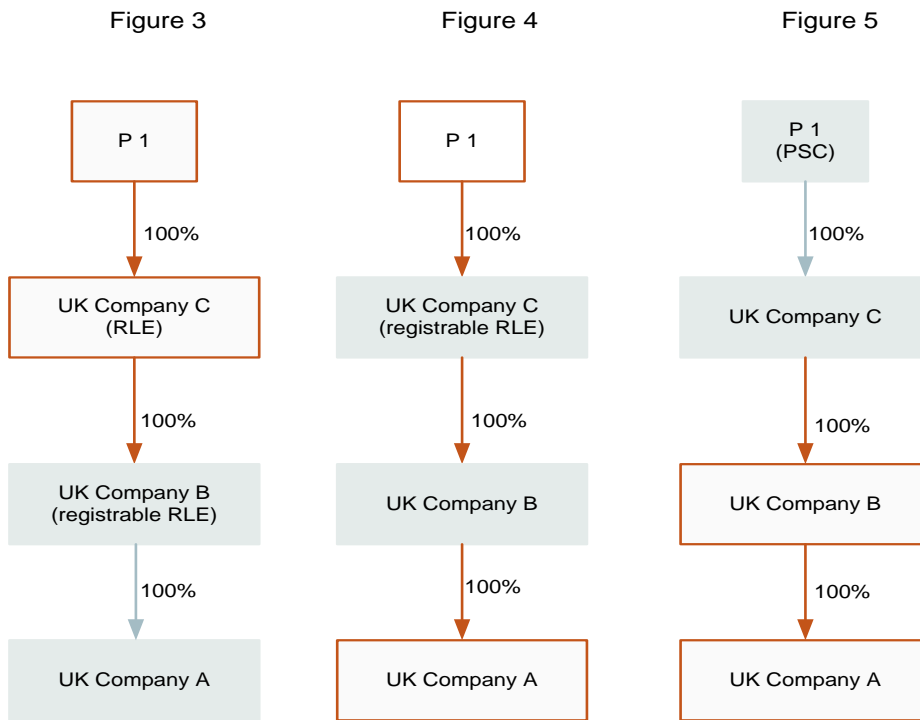 Figure 3
Figure 4
Figure 5
P 1
P 1
P 1
(PSC)
100%
100%
100%
UK Company C
(RLE)
UK Company C
(registrable RLE)
UK Company C
100%
100%
100%
UK Company B
(registrable RLE)
UK Company B
UK Company B
100%
100%
100%
UK Company A
UK Company A
UK Company A